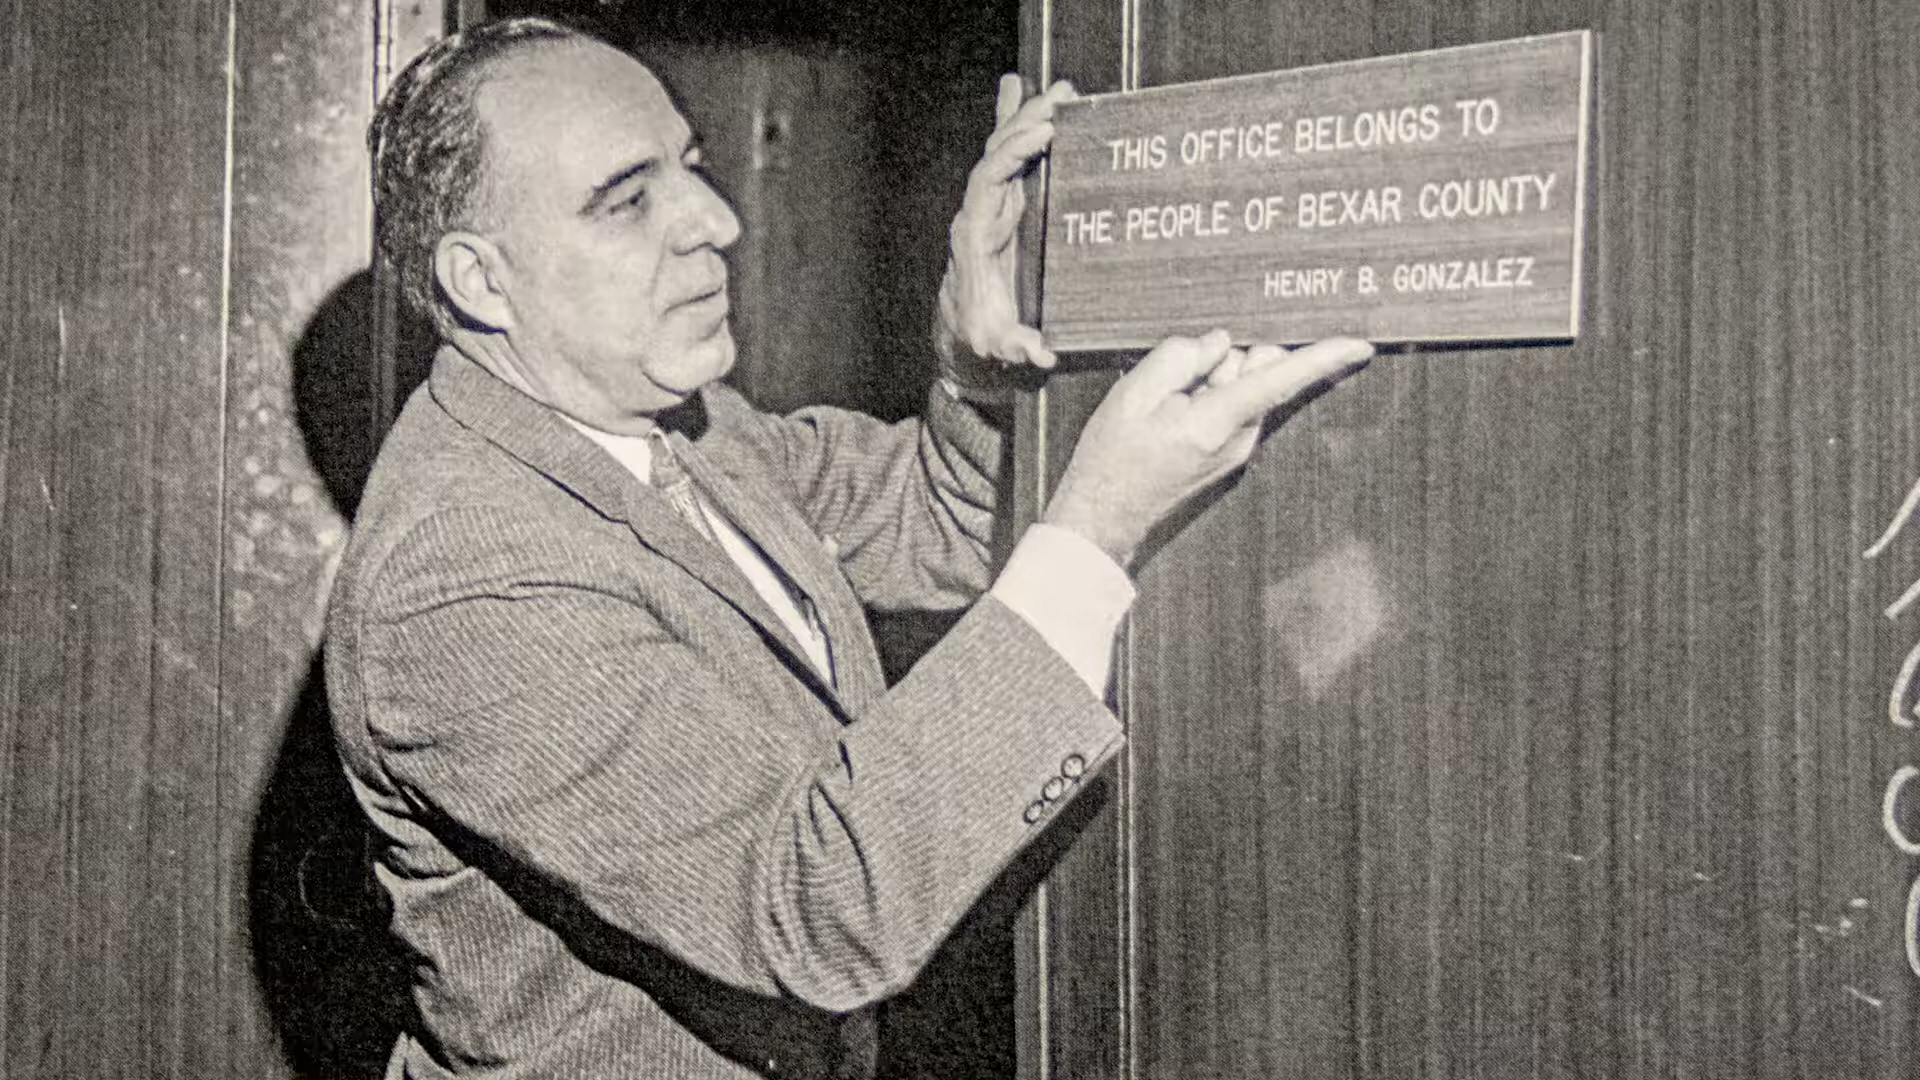 THIS OFFICE BELONGS TO
THE PEOPLE OF BEXAR COUNTY
HENRY B. GONZALEZ